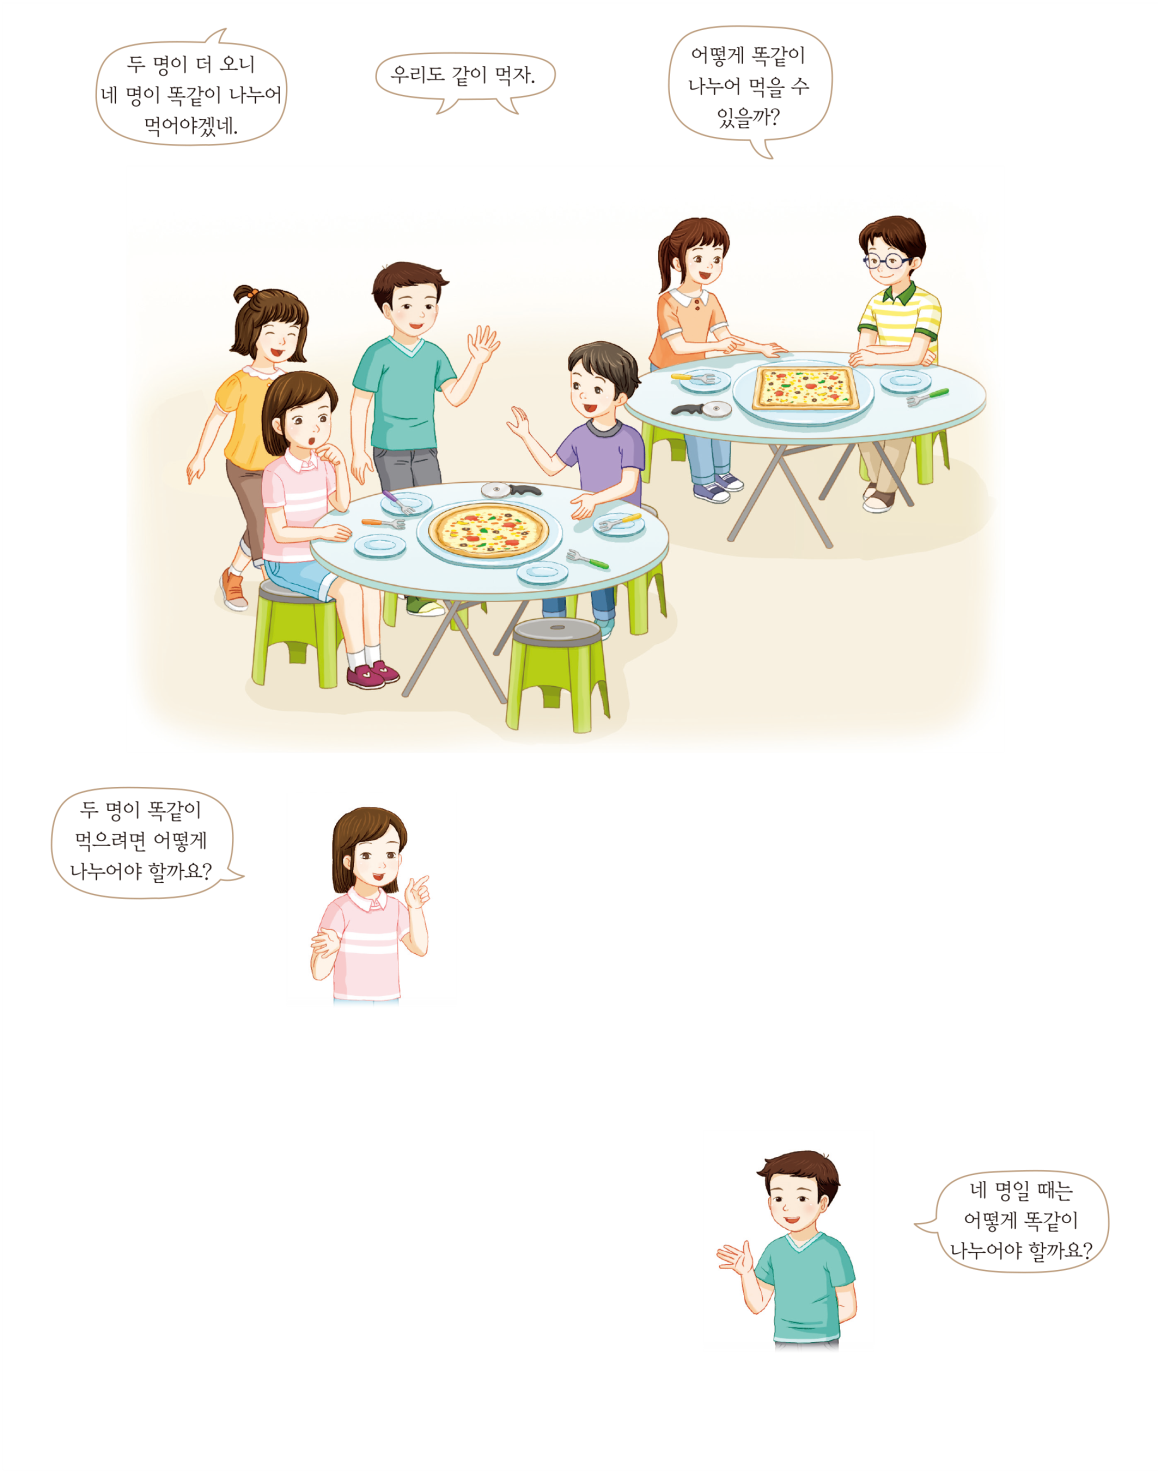 두 명이 더 오니
네 명이 똑같이 나누어
먹어야겠네.
우리도 같이 먹자.
어떻게 똑같이
나누어 먹을 수
있을까?
두 명이 똑같이
먹으려면 어떻게
나누어야 할까요?
네 명일 때는
어떻게 똑같이
나누어야 할까요?